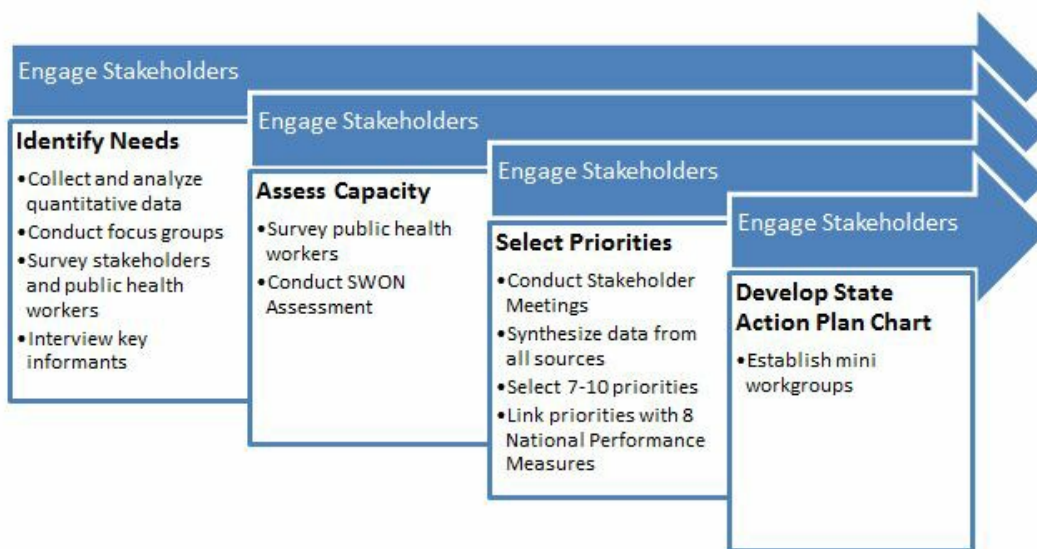 Engage Stakeholders
Identify Needs
•Collect and analyze
quantitative data
•Conduct focus groups
•Survey stakeholders
and public health
workers
•Interview key
informants
Engage Stakeholders
Assess Capacity
•Survey public health
workers
•Conduct SWON
Assessment
Engage Stakeholders
Select Priorities
•Conduct Stakeholder
Meetings
•Synthesize data from
all sources
•Select 7-10 priorities
•Link priorities with 8
National Performance
Measures
Engage Stakeholders
Develop State
Action Plan Chart
•Establish mini
workgroups